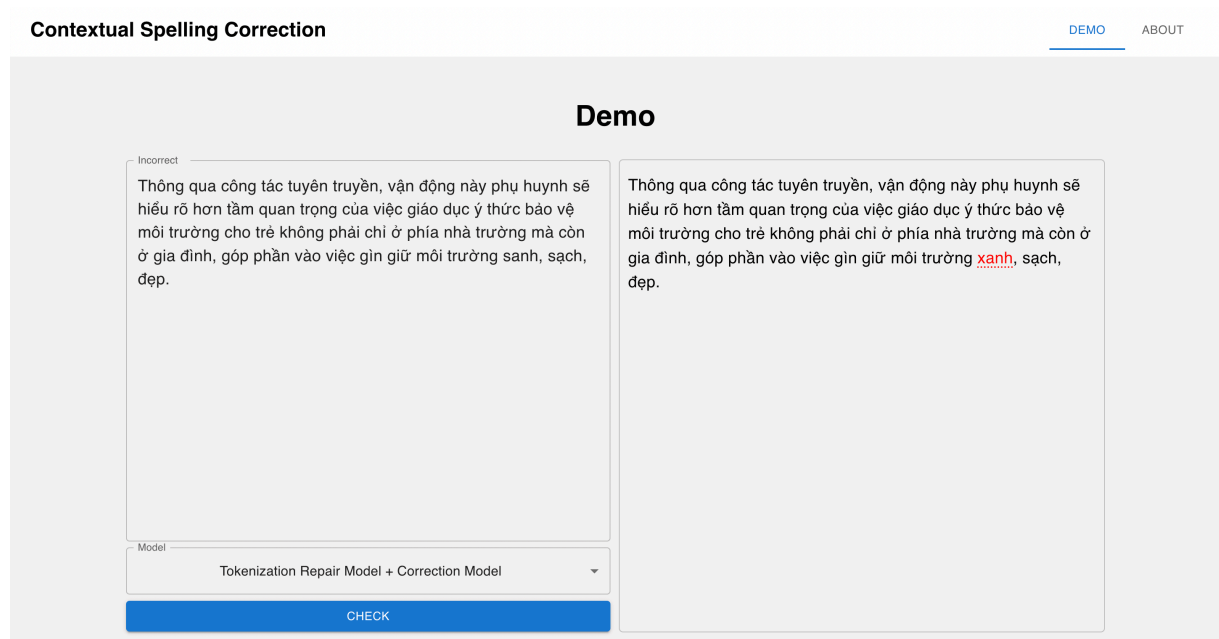 Contextual Spelling Correction
DEMO
ABOUT
Demo
Incorrect
Thông qua công tác tuyên truyền, vận động này phụ huynh sẽ
hiểu rõ hơn tầm quan trọng của việc giáo dục ý thức bảo vệ
môi trường cho trẻ không phải chỉ ở phía nhà trường mà còn
ở gia đình, góp phần vào việc gìn giữ môi trường sanh, sạch,
đẹp.
Model
Tokenization Repair Model + Correction Model
CHECK
Thông qua công tác tuyên truyền, vận động này phụ huynh sẽ
hiểu rõ hơn tầm quan trọng của việc giáo dục ý thức bảo vệ
môi trường cho trẻ không phải chỉ ở phía nhà trường mà còn ở
gia đình, góp phần vào việc gìn giữ môi trường xanh, sạch,
đẹp.